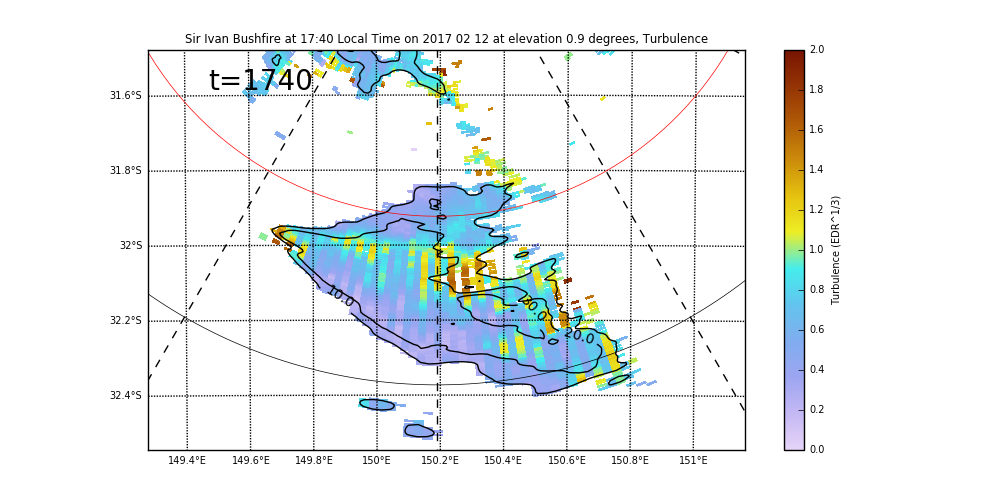 Sir Ivan Bushfire at 17:40 Local Time on 2017 02 12 at elevation 0.9 degrees, Turbulence
t=1740
31.6°S
31.8°S
32°S
32.2°S
32.4°S
10.0
20.0
149.4°E 149.6°E 149.8°E 150°E 150.2°E 150.4°E 150.6°E 150.8°E 151°E
2.0
1.8
1.6
1.4
1.2
1.0
0.8
0.6
0.4
0.2
0.0
Turbulence (EDR^1/3)